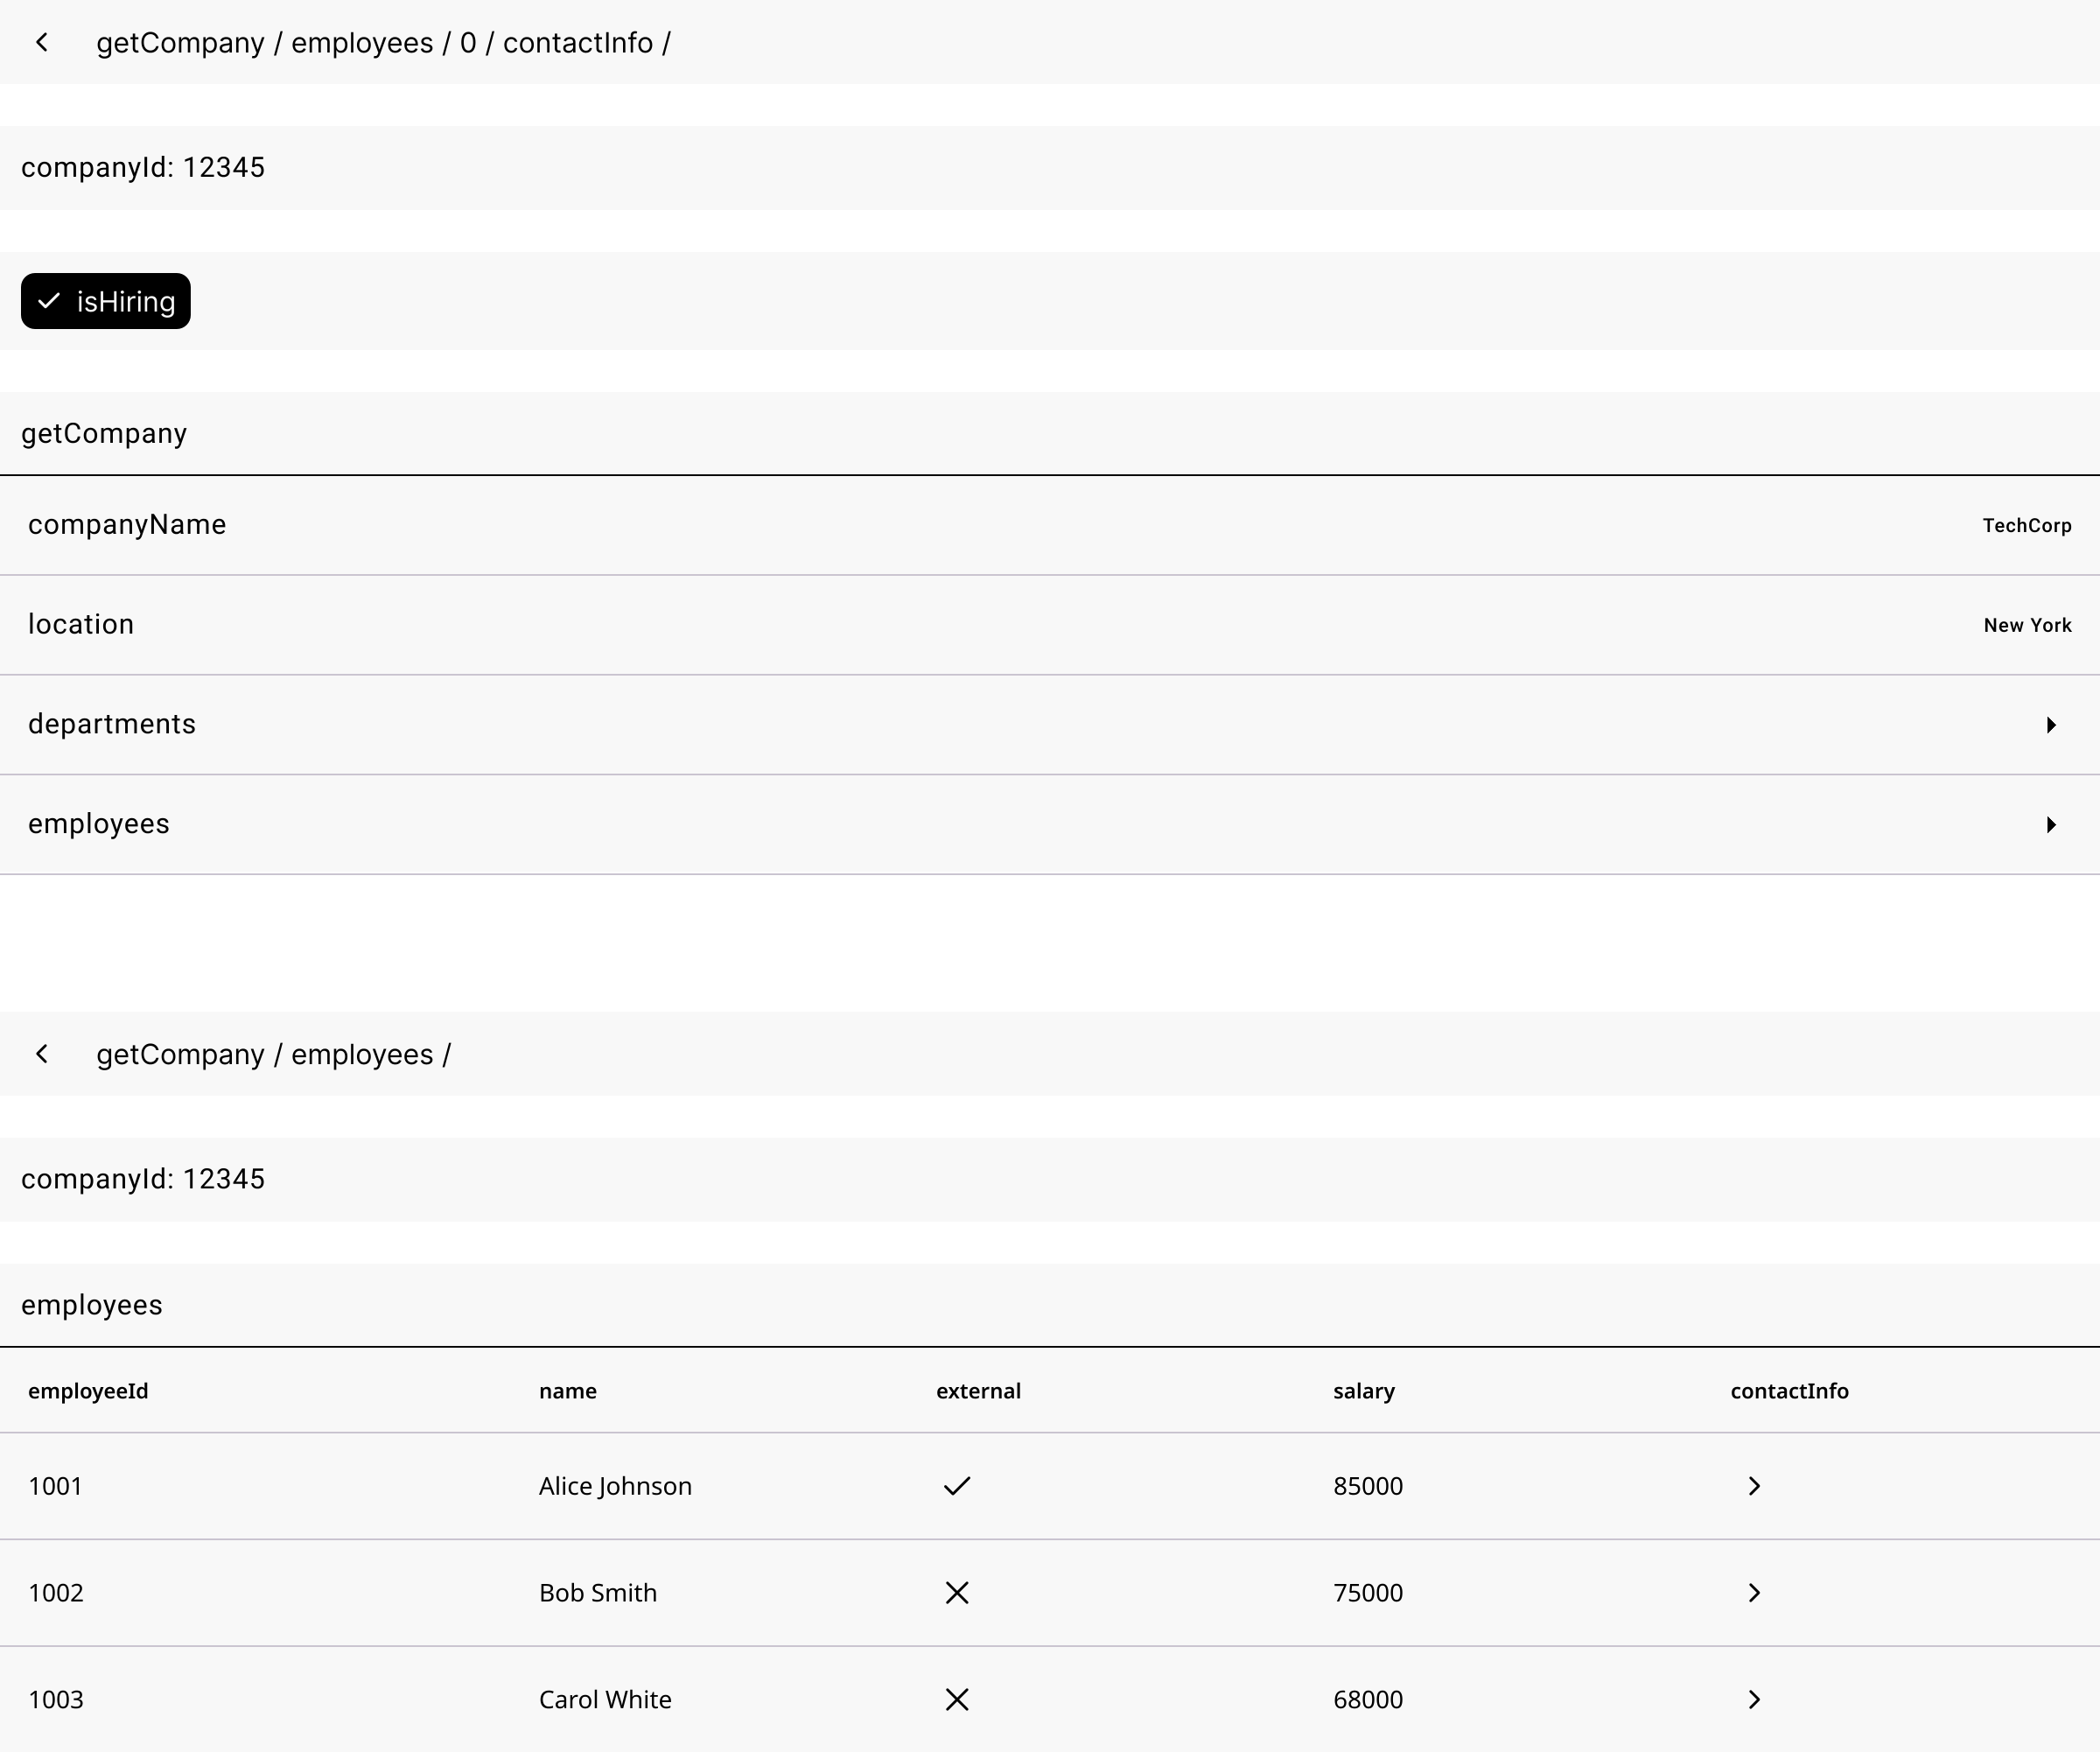 getCompany / employees / 0 / contactInfo /
companyId: 12345
isHiring
getCompany
companyName TechCorp
location New York
departments
employees
getCompany / employees /
companyId: 12345
employees
employeeId name external salary contactInfo
1001 Alice Johnson 85000
1002 Bob Smith 75000
1003 Carol White 68000